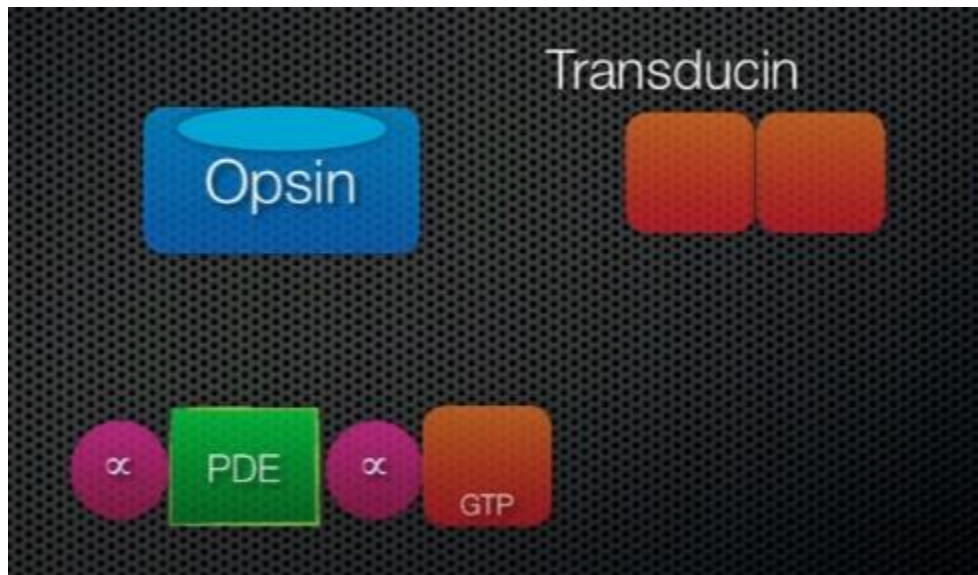 Transducin
Opsin
∝ PDE ∝
GTP